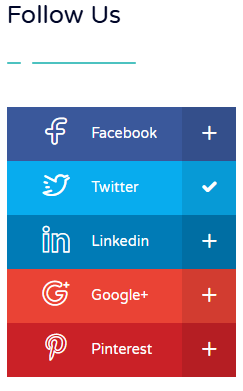 Follow Us
Facebook
Twitter
Linkedin
Google+
Pinterest